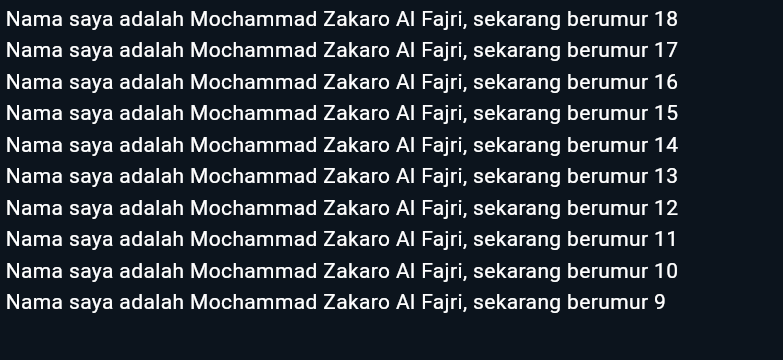 Nama saya adalah Mochammad Zakaro Al Fajri, sekarang berumur 18
Nama saya adalah Mochammad Zakaro Al Fajri, sekarang berumur 17
Nama saya adalah Mochammad Zakaro Al Fajri, sekarang berumur 16
Nama saya adalah Mochammad Zakaro Al Fajri, sekarang berumur 15
Nama saya adalah Mochammad Zakaro Al Fajri, sekarang berumur 14
Nama saya adalah Mochammad Zakaro Al Fajri, sekarang berumur 13
Nama saya adalah Mochammad Zakaro Al Fajri, sekarang berumur 12
Nama saya adalah Mochammad Zakaro Al Fajri, sekarang berumur 11
Nama saya adalah Mochammad Zakaro Al Fajri, sekarang berumur 10
Nama saya adalah Mochammad Zakaro Al Fajri, sekarang berumur 9